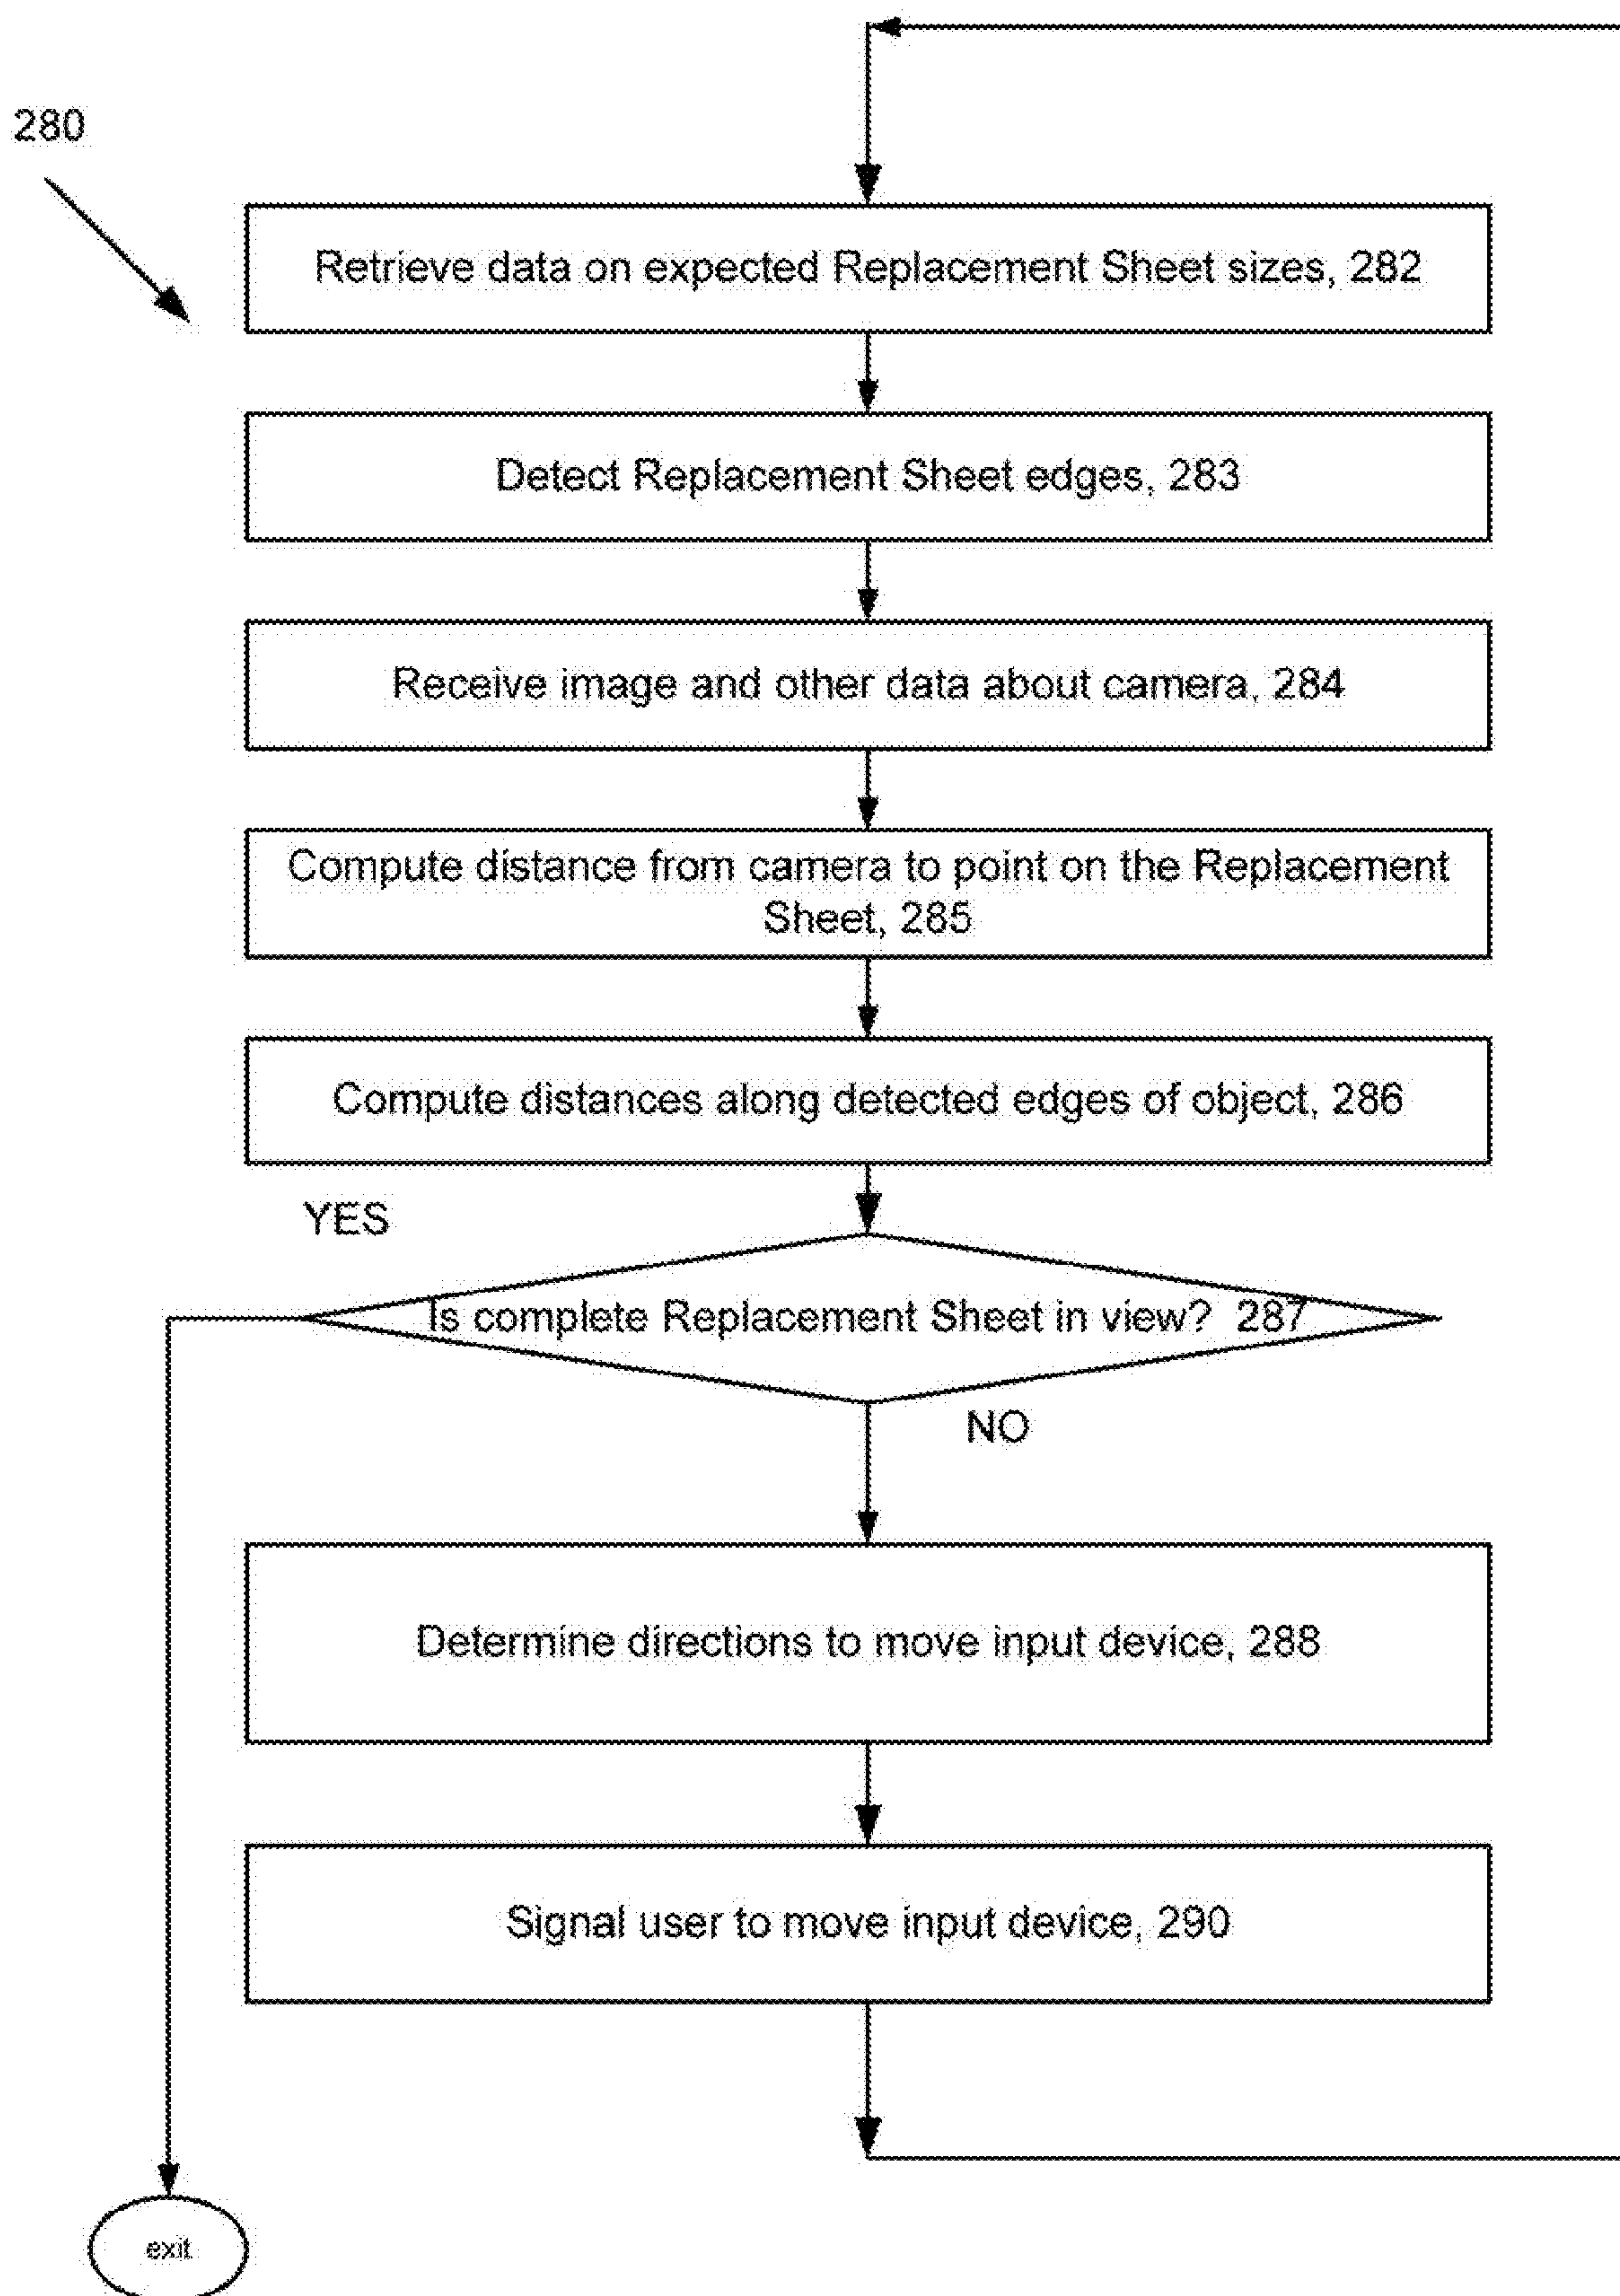 280
Retrieve data on expected Replacement Sheet sizes, 282
Detect Replacement Sheet edges, 283
Receive image and other data about camera, 284
Compute distance from camera to point on the Replacement
Sheet, 285
Compute distances along detected edges of object, 286
YES
Is complete Replacement Sheet in view? 287
NO
Determine directions to move input device, 288
Signal user to move input device, 290
exit